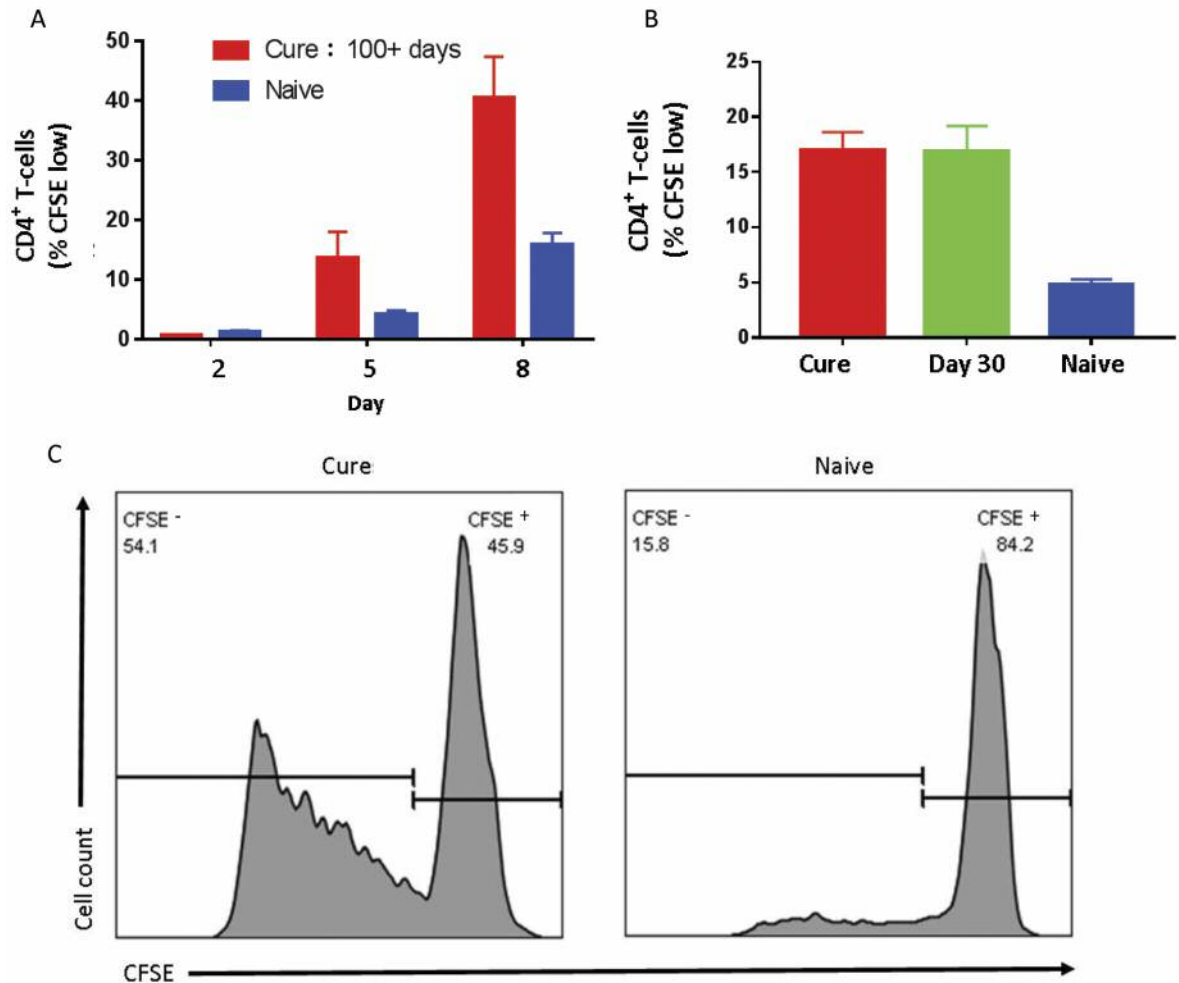 A
50
40
30
20
10
0
CD4⁺ T-cells
(% CFSE low)
Cure : 100+ days
Naive
2 5 8
Day
B
25
20
15
10
5
0
CD4⁺ T-cells
(% CFSE low)
Cure Day 30 Naive
C
Cure
CFSE - CFSE +
54.1 45.9
Naive
CFSE - CFSE +
15.8 84.2
Cell count
CFSE